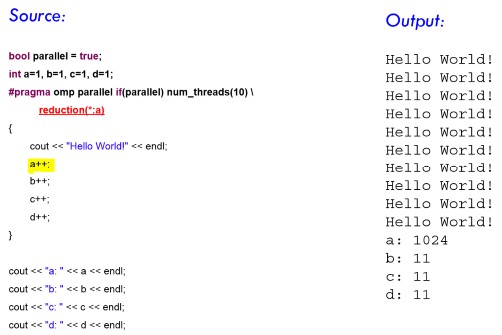 Source:
bool parallel = true;
int a=1, b=1, c=1, d=1;
#pragma omp parallel if(parallel) num_threads(10) \
reduction(*:a)
{
cout << "Hello World!" << endl;
a++;
b++;
c++;
d++;
}
cout << "a: " << a << endl;
cout << "b: " << b << endl;
cout << "c: " << c << endl;
cout << "d: " << d << endl;
Output:
Hello World!
Hello World!
Hello World!
Hello World!
Hello World!
Hello World!
Hello World!
Hello World!
Hello World!
Hello World!
a: 1024
b: 11
c: 11
d: 11